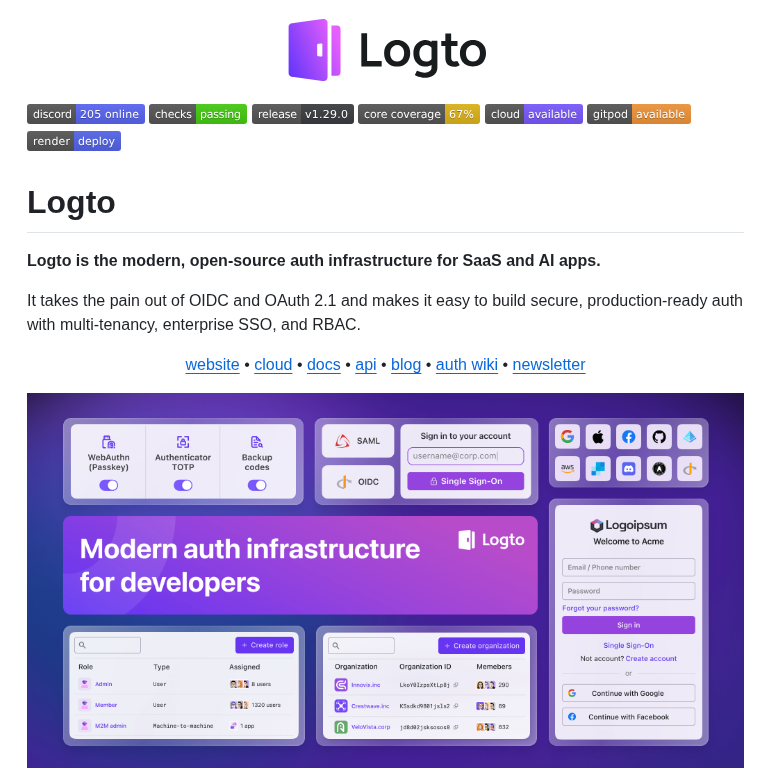 Logto
discord 205 online checks passing release v1.29.0 core coverage 67% cloud available gitpod available
render deploy
Logto
Logto is the modern, open-source auth infrastructure for SaaS and AI apps.
It takes the pain out of OIDC and OAuth 2.1 and makes it easy to build secure, production-ready auth
with multi-tenancy, enterprise SSO, and RBAC.
website • cloud • docs • api • blog • auth wiki • newsletter
WebAuthn
(Passkey)
Authenticator
TOTP
Backup
codes
SAML
OIDC
Sign in to your account
username@corp.com
Single Sign-On
aws
Modern auth infrastructure
for developers
Logto
Logoipsum
Welcome to Acme
Email / Phone number
Password
Forgot your password?
Sign in
Single Sign-On
Not account? Create account
or
Continue with Google
Continue with Facebook
+ Create role
Role Type Assigned
Admin User 8 users
Member User 1320 users
M2M admin Machine-to-machine 1 app
+ Create organization
Organization Organization ID Memebers
Innovix.inc 290
Crestwave.inc 89
VeloVista.corp 832